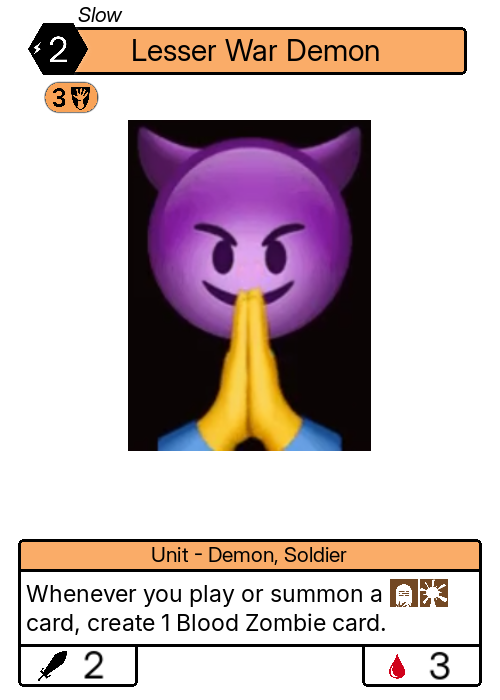 Slow
2
Lesser War Demon
3
Unit - Demon, Soldier
Whenever you play or summon a
card, create 1 Blood Zombie card.
2
3